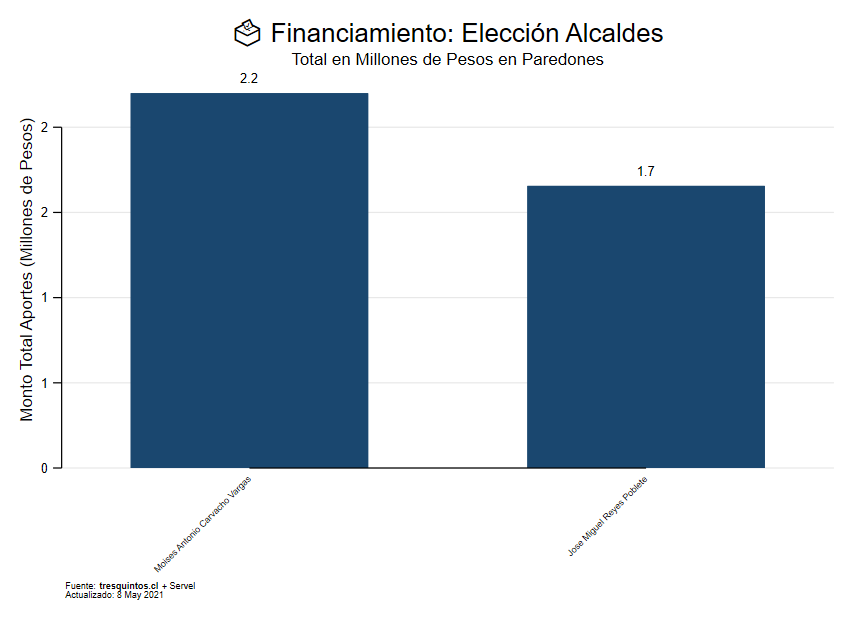 Financiamiento: Elección Alcaldes
Total en Millones de Pesos en Paredones
Monto Total Aportes (Millones de Pesos)
2
2
1
1
0
2.2
1.7
Moises Antonio Carvacho Vargas
Jose Miguel Reyes Poblete
Fuente: tresquintos.cl + Servel
Actualizado: 8 May 2021